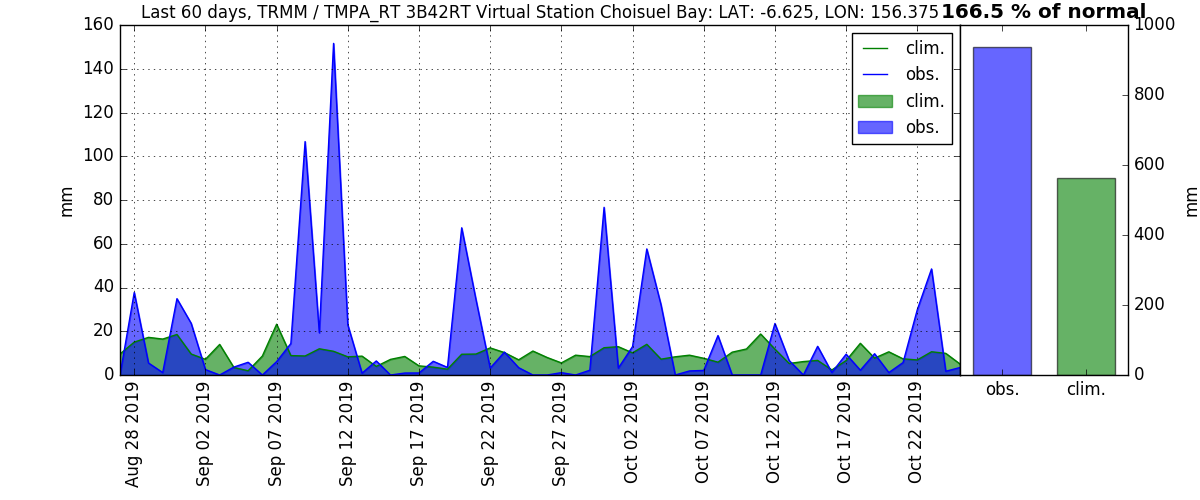 Last 60 days, TRMM / TMPA_RT 3B42RT Virtual Station Choisuel Bay: LAT: -6.625, LON: 156.375
166.5 % of normal
160
140
120
100
80
60
40
20
0
mm
clim.
obs.
clim.
obs.
Aug 28 2019
Sep 02 2019
Sep 07 2019
Sep 12 2019
Sep 17 2019
Sep 22 2019
Sep 27 2019
Oct 02 2019
Oct 07 2019
Oct 12 2019
Oct 17 2019
Oct 22 2019
1000
800
600
400
200
0
mm
obs.
clim.